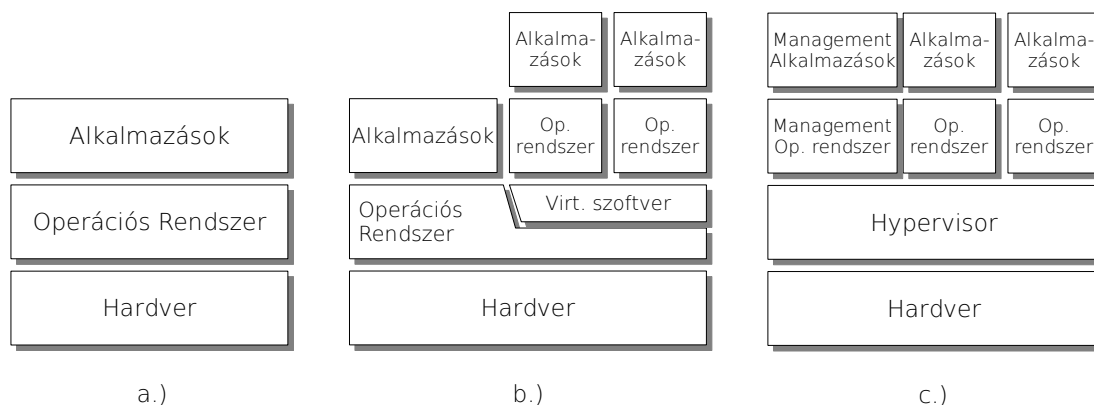 Alkalmazások
Operációs Rendszer
Hardver
a.)
Alkalma-
zások
Alkalma-
zások
Alkalmazások
Op.
rendszer
Op.
rendszer
Virt. szoftver
Operációs
Rendszer
Hardver
b.)
Management
Alkalmazások
Alkalma-
zások
Alkalma-
zások
Management
Op. rendszer
Op.
rendszer
Op.
rendszer
Hypervisor
Hardver
c.)